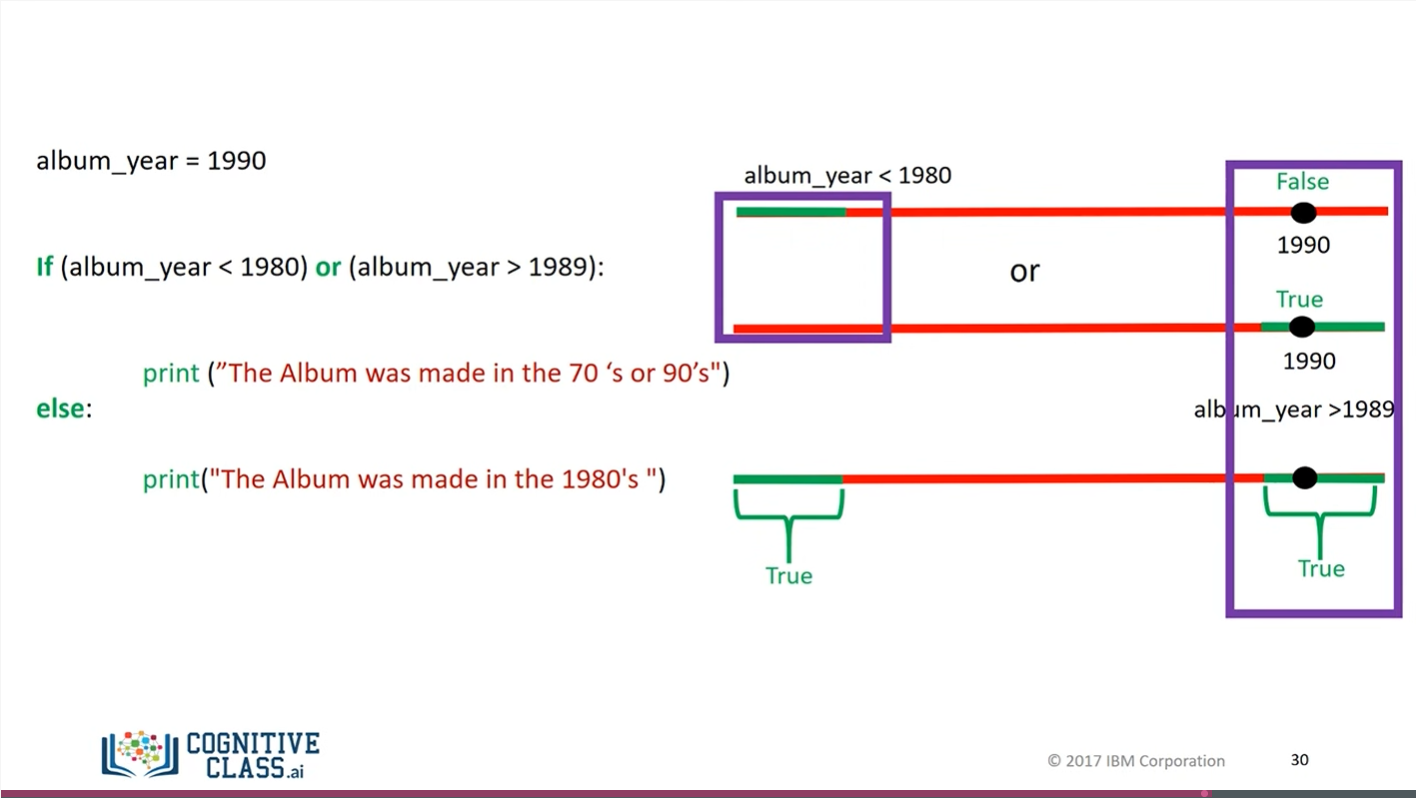 album_year = 1990
If (album_year < 1980) or (album_year > 1989):
print (”The Album was made in the 70 ‘s or 90’s")
else:
print("The Album was made in the 1980's ")
album_year < 1980
False
1990
or
True
1990
album_year >1989
True
True
COGNITIVE
CLASS.ai
© 2017 IBM Corporation
30